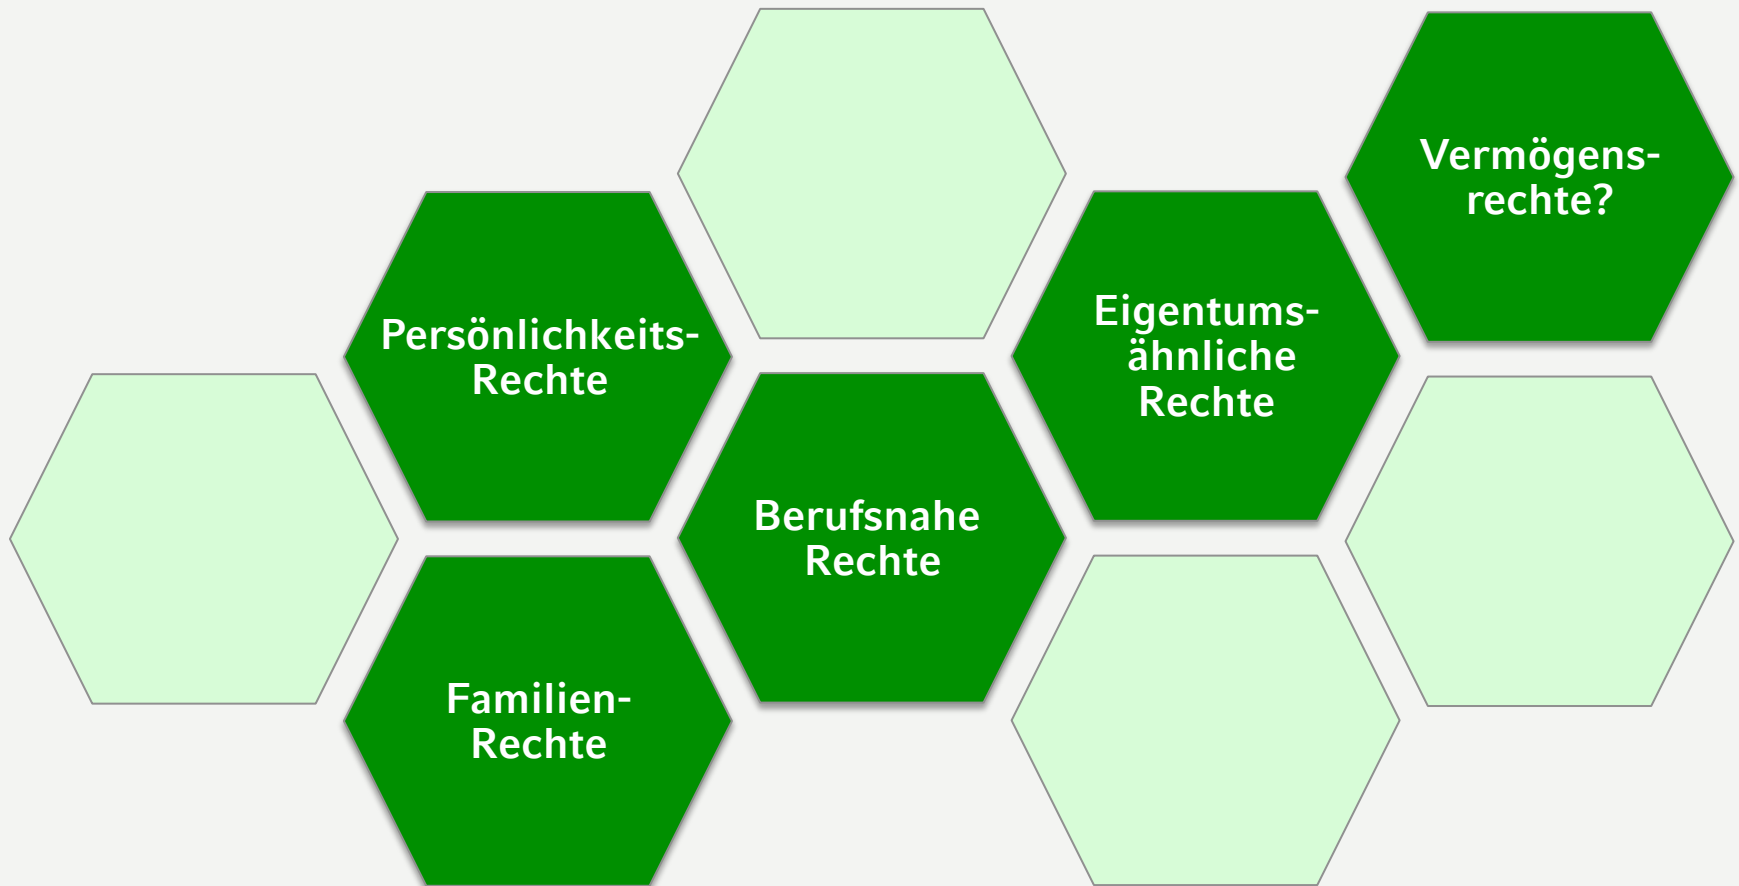 Persönlichkeits-
Rechte
Familien-
Rechte
Berufsnahe
Rechte
Eigentums-
ähnliche
Rechte
Vermögens-
rechte?